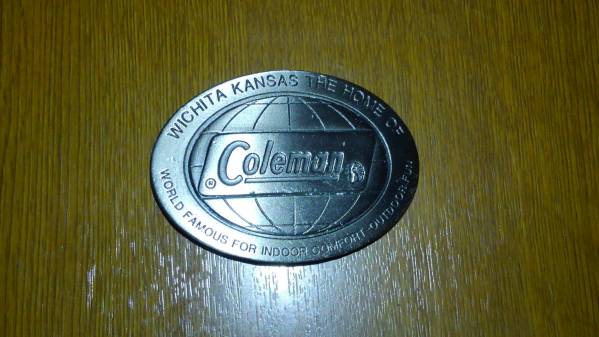 WICHITA KANSAS THE HOME OF
Coleman
WORLD FAMOUS FOR INDOOR COMFORT-OUTDOOR FUN